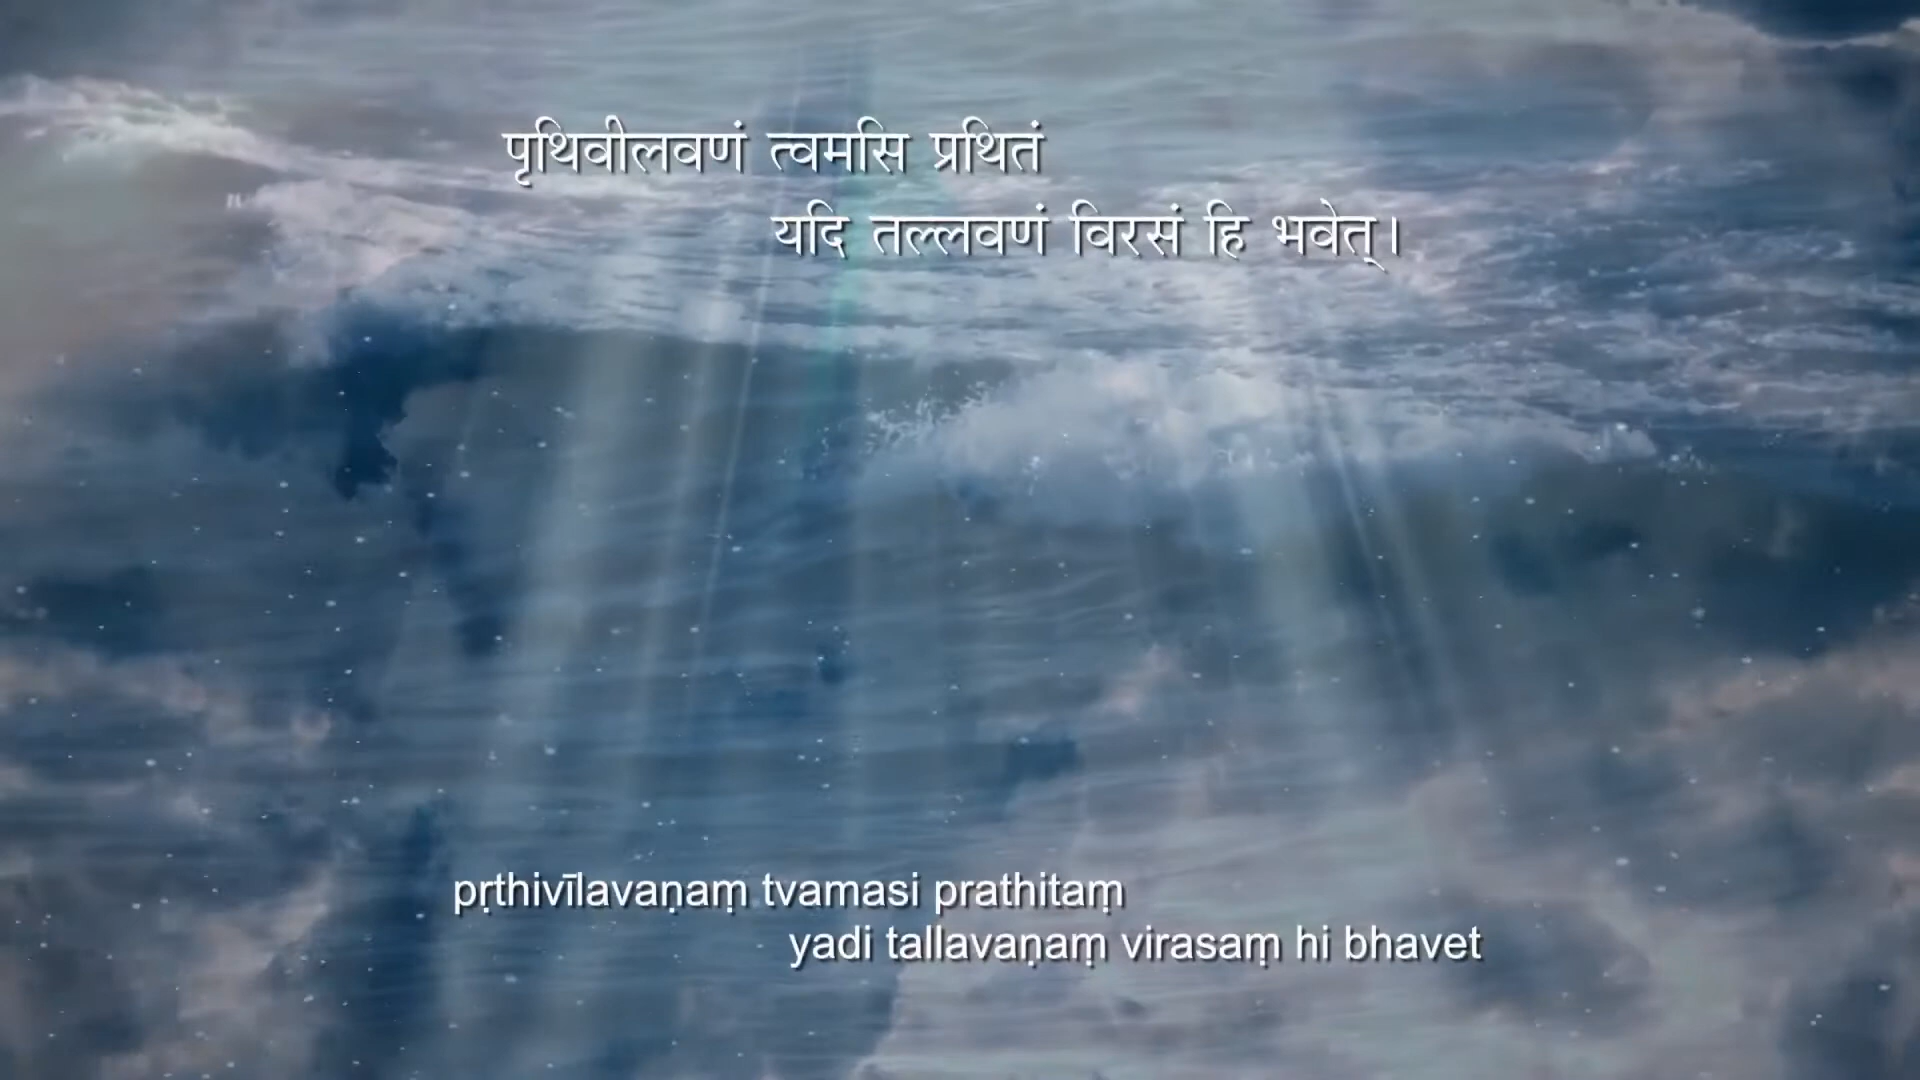 पृथिवीलवणं त्वमसि प्रथितं
यदि तल्लवणं विरसं हि भवेत्।
pṛthivīlavaṇaṃ tvamasi prathitaṃ
yadi tallavaṇaṃ virasaṃ hi bhavet